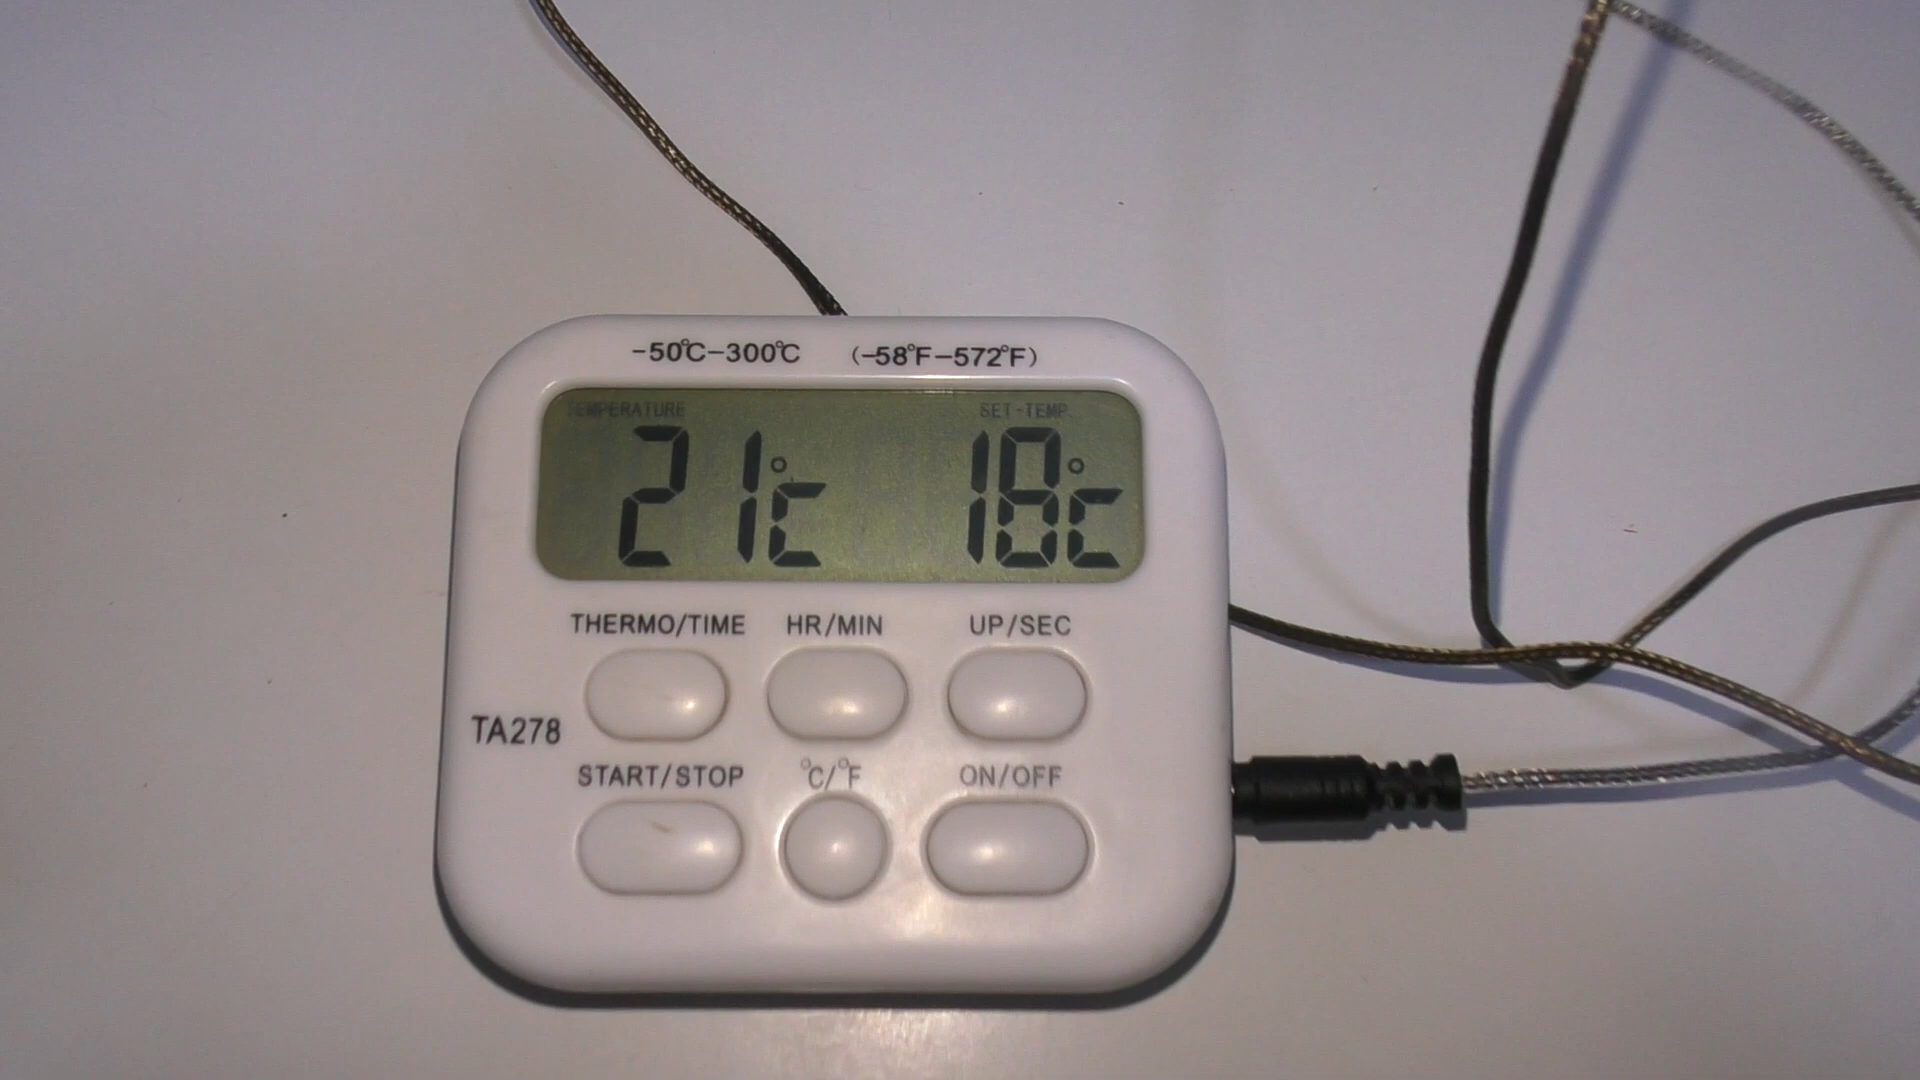 -50℃-300℃ (-58℉-572℉)
TEMPERATURE SET-TEMP.
21℃ 18℃
THERMO/TIME HR/MIN UP/SEC
TA278
START/STOP ℃/℉ ON/OFF